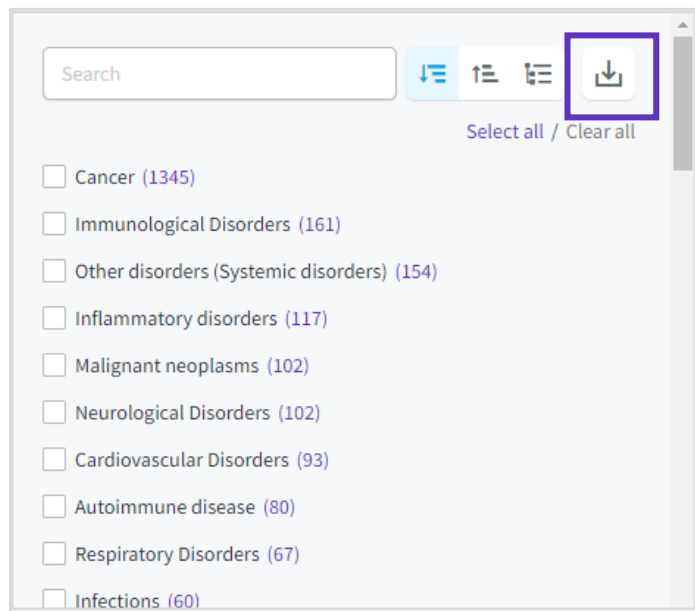 Search
Select all / Clear all
Cancer (1345)
Immunological Disorders (161)
Other disorders (Systemic disorders) (154)
Inflammatory disorders (117)
Malignant neoplasms (102)
Neurological Disorders (102)
Cardiovascular Disorders (93)
Autoimmune disease (80)
Respiratory Disorders (67)
Infections (60)